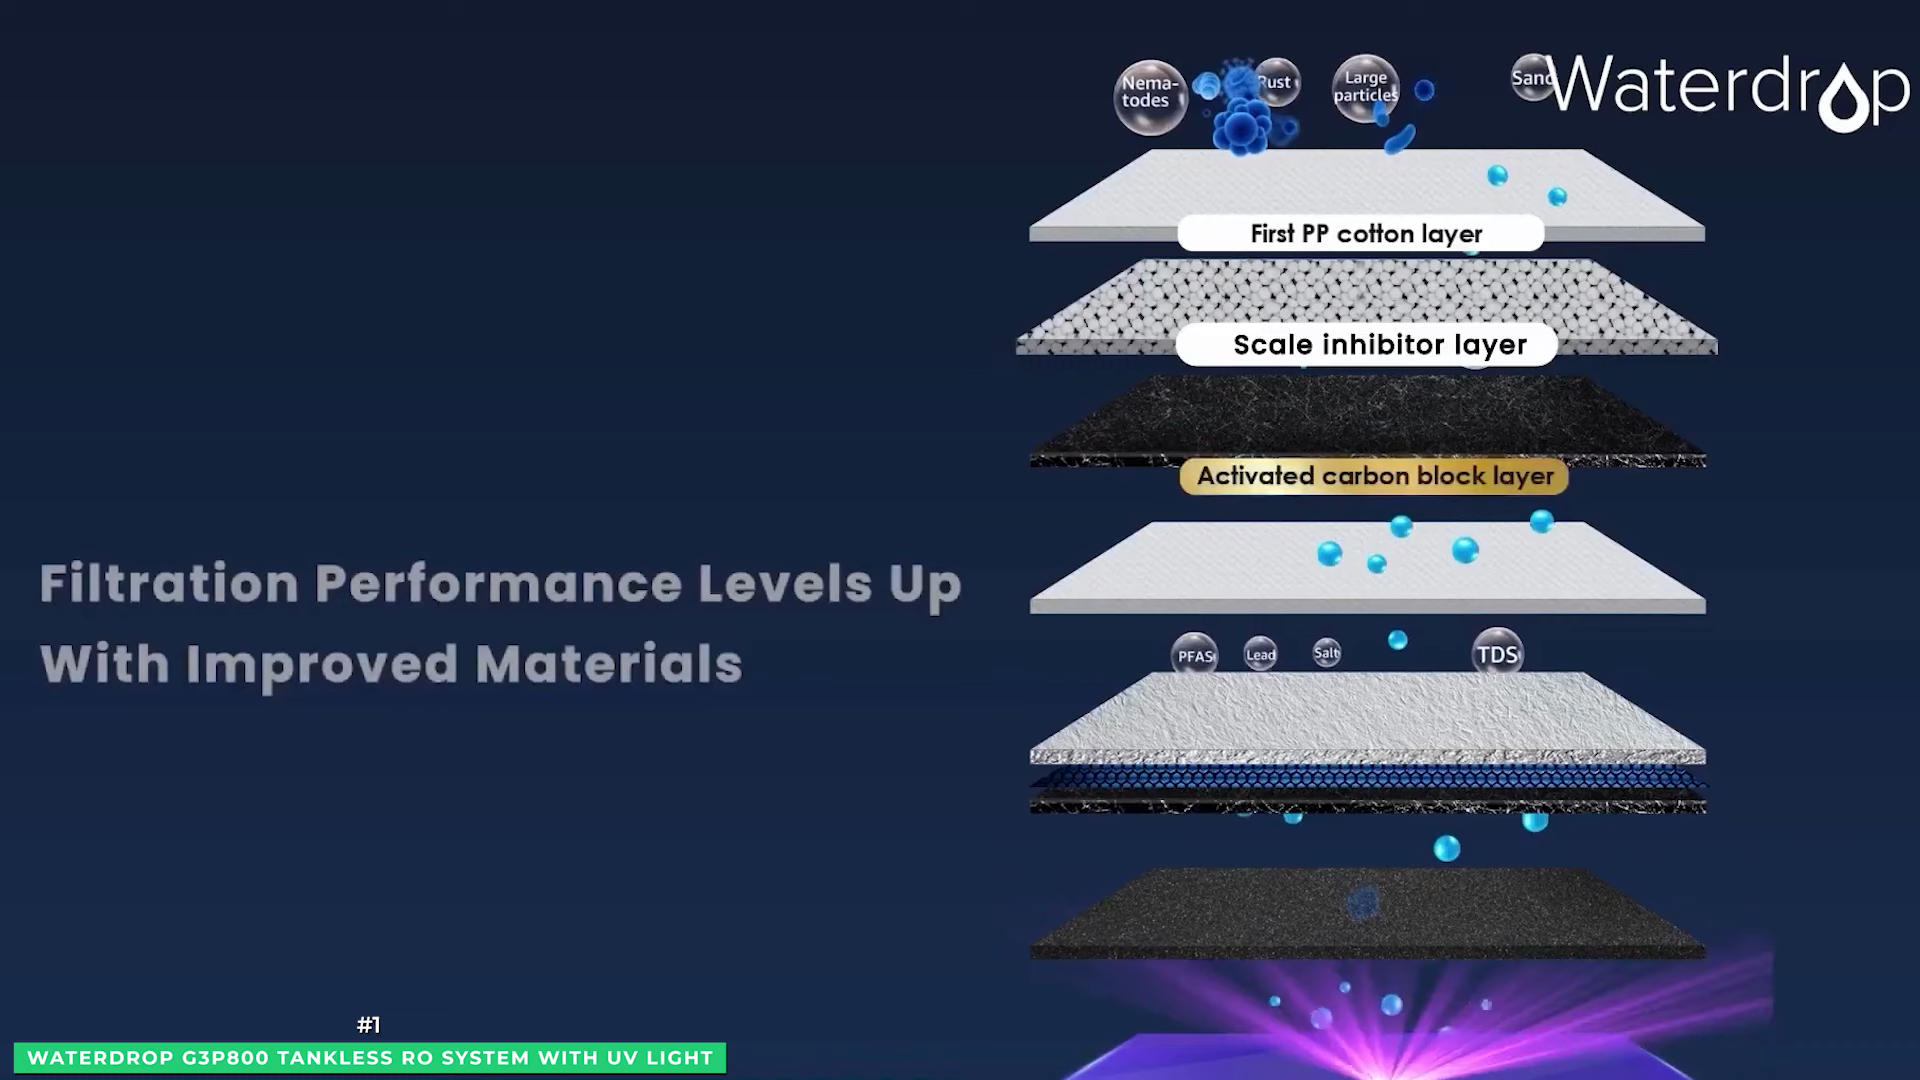 Waterdrop
Nema-
todes
Rust
Large
particles
Sand
First PP cotton layer
Scale inhibitor layer
Activated carbon block layer
Filtration Performance Levels Up
With Improved Materials
PFAS
Lead
Salt
TDS
#1
WATERDROP G3P800 TANKLESS RO SYSTEM WITH UV LIGHT